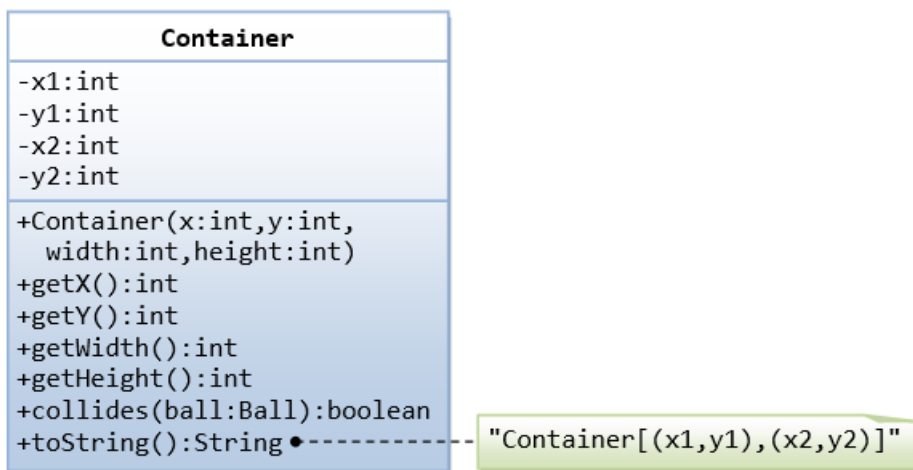 Container
-x1:int
-y1:int
-x2:int
-y2:int
+Container(x:int,y:int,
width:int,height:int)
+getX():int
+getY():int
+getWidth():int
+getHeight():int
+collides(ball:Ball):boolean
+toString():String
"Container[(x1,y1),(x2,y2)]"